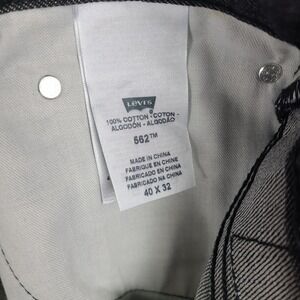 Levi's
100% COTTON - COTON -
ALGODÓN - ALGODÃO
562™
MADE IN CHINA
FABRIQUE EN CHINE
FABRICADO EN CHINA
FABRICADO NA CHINA
40 X 32